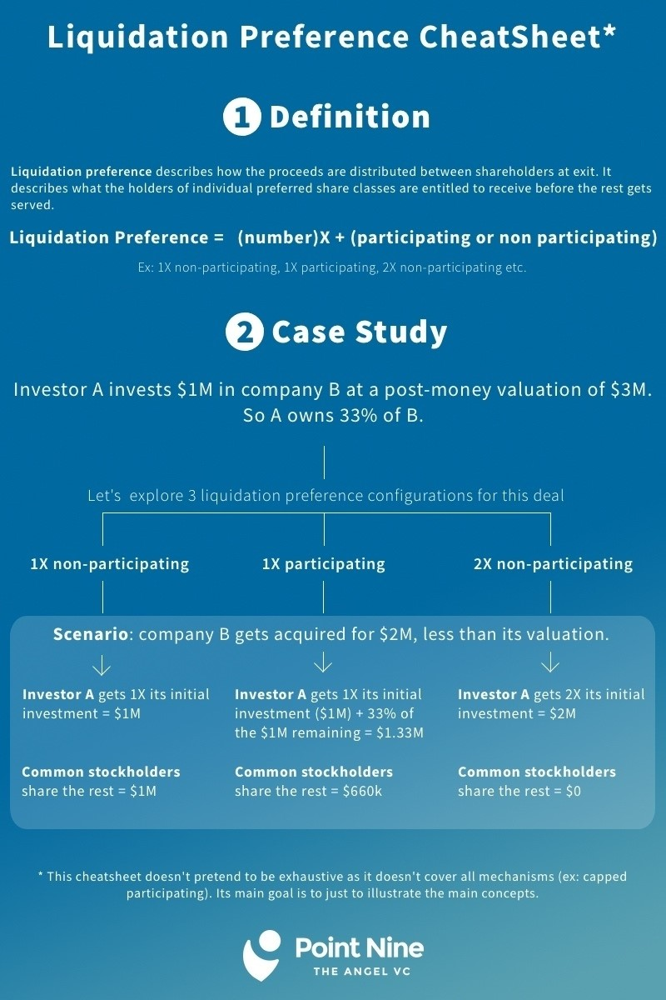 Liquidation Preference CheatSheet*
1 Definition
Liquidation preference describes how the proceeds are distributed between shareholders at exit. It
describes what the holders of individual preferred share classes are entitled to receive before the rest gets
served.
Liquidation Preference = (number)X + (participating or non participating)
Ex: 1X non-participating, 1X participating, 2X non-participating etc.
2 Case Study
Investor A invests $1M in company B at a post-money valuation of $3M.
So A owns 33% of B.
Let's explore 3 liquidation preference configurations for this deal
1X non-participating
1X participating
2X non-participating
Scenario: company B gets acquired for $2M, less than its valuation.
Investor A gets 1X its initial
investment = $1M
Common stockholders
share the rest = $1M
Investor A gets 1X its initial
investment ($1M) + 33% of
the $1M remaining = $1.33M
Common stockholders
share the rest = $660k
Investor A gets 2X its initial
investment = $2M
Common stockholders
share the rest = $0
* This cheatsheet doesn't pretend to be exhaustive as it doesn't cover all mechanisms (ex: capped
participating). Its main goal is to just to illustrate the main concepts.
Point Nine
THE ANGEL VC